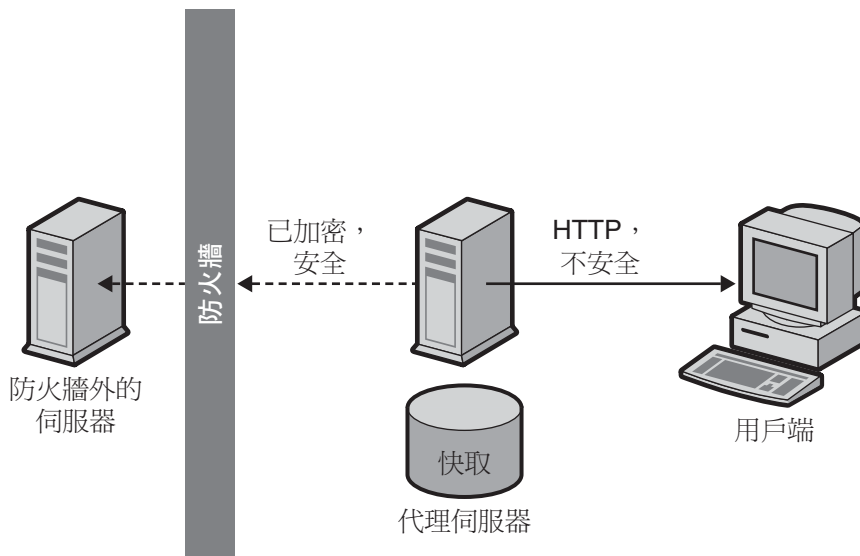 防火牆
已加密，
安全
HTTP，
不安全
防火牆外的
伺服器
用戶端
快取
代理伺服器